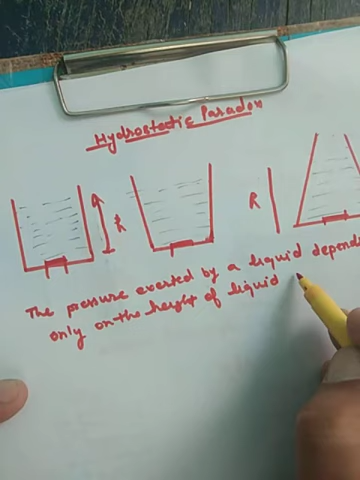 Hydrostatic Paradox
h
h
The pressure exerted by a liquid depends
only on the height of liquid